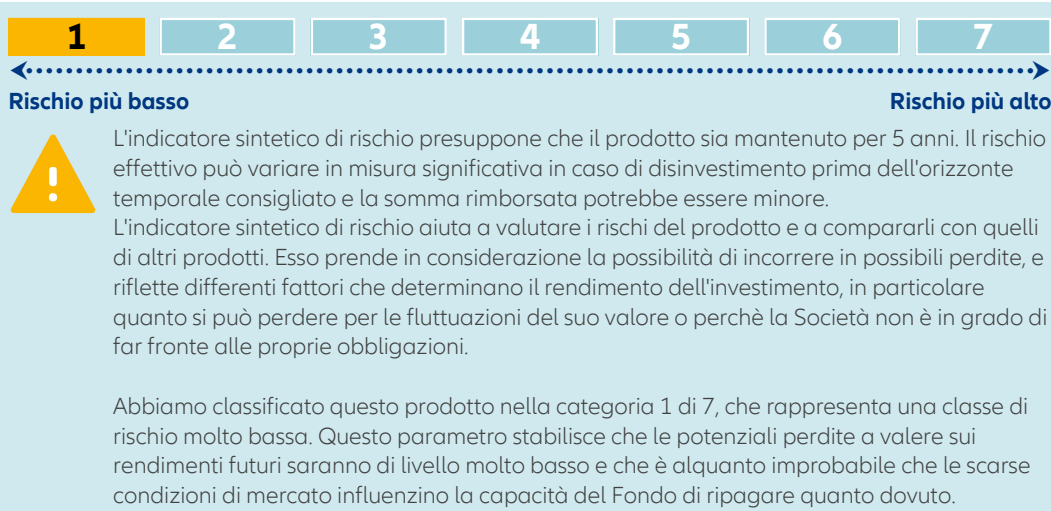 1 2 3 4 5 6 7
Rischio più basso Rischio più alto
L'indicatore sintetico di rischio presuppone che il prodotto sia mantenuto per 5 anni. Il rischio
effettivo può variare in misura significativa in caso di disinvestimento prima dell'orizzonte
temporale consigliato e la somma rimborsata potrebbe essere minore.
L'indicatore sintetico di rischio aiuta a valutare i rischi del prodotto e a compararli con quelli
di altri prodotti. Esso prende in considerazione la possibilità di incorrere in possibili perdite, e
riflette differenti fattori che determinano il rendimento dell'investimento, in particolare
quanto si può perdere per le fluttuazioni del suo valore o perchè la Società non è in grado di
far fronte alle proprie obbligazioni.
Abbiamo classificato questo prodotto nella categoria 1 di 7, che rappresenta una classe di
rischio molto bassa. Questo parametro stabilisce che le potenziali perdite a valere sui
rendimenti futuri saranno di livello molto basso e che è alquanto improbabile che le scarse
condizioni di mercato influenzino la capacità del Fondo di ripagare quanto dovuto.